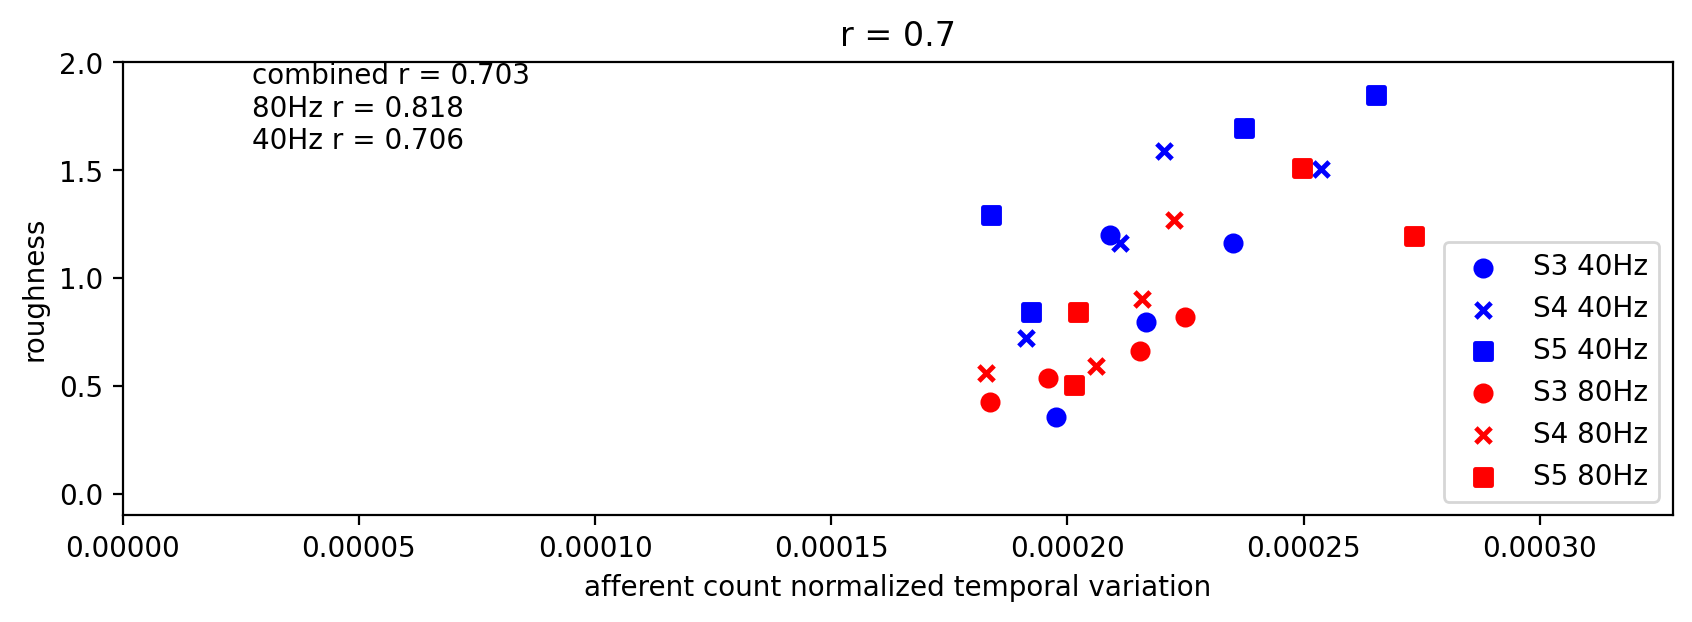 r = 0.7
combined r = 0.703
80Hz r = 0.818
40Hz r = 0.706
2.0
1.5
1.0
0.5
0.0
roughness
S3 40Hz
S4 40Hz
S5 40Hz
S3 80Hz
S4 80Hz
S5 80Hz
0.00000 0.00005 0.00010 0.00015 0.00020 0.00025 0.00030
afferent count normalized temporal variation